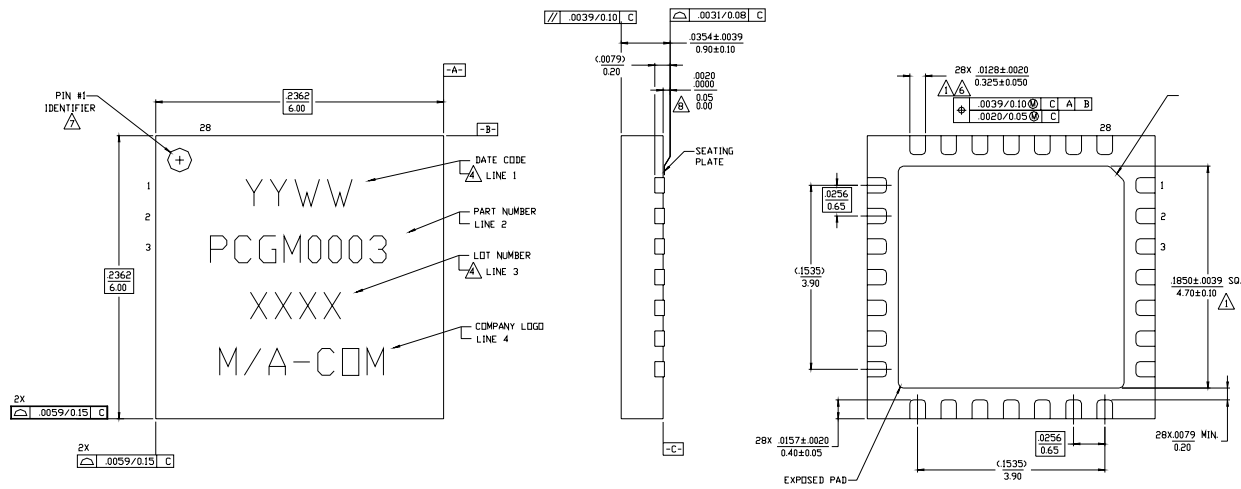 // .0039/0.10 C
⌓ .0031/0.08 C
.0354±.0039
0.90±0.10
(.0079)
0.20
.0020
.0000
0.05
0.00
8
28X .0128±.0020
0.325±0.050
1 6
⌖ .0039/0.10Ⓜ C A B
.0020/0.05Ⓜ C
-A-
PIN #1
IDENTIFIER
7
.2362
6.00
28
-B-
28
SEATING
PLATE
DATE CODE
4 LINE 1
YYWW
1
2
3
PART NUMBER
LINE 2
PCGM0003
LOT NUMBER
4 LINE 3
XXXX
COMPANY LOGO
LINE 4
M/A-COM
.2362
6.00
2X
⌓ .0059/0.15 C
2X
⌓ .0059/0.15 C
-C-
.0256
0.65
1
2
3
(.1535)
3.90
.1850±.0039 SQ.
4.70±0.10
1
28X .0157±.0020
0.40±0.05
.0256
0.65
28X.0079 MIN.
0.20
(.1535)
3.90
EXPOSED PAD